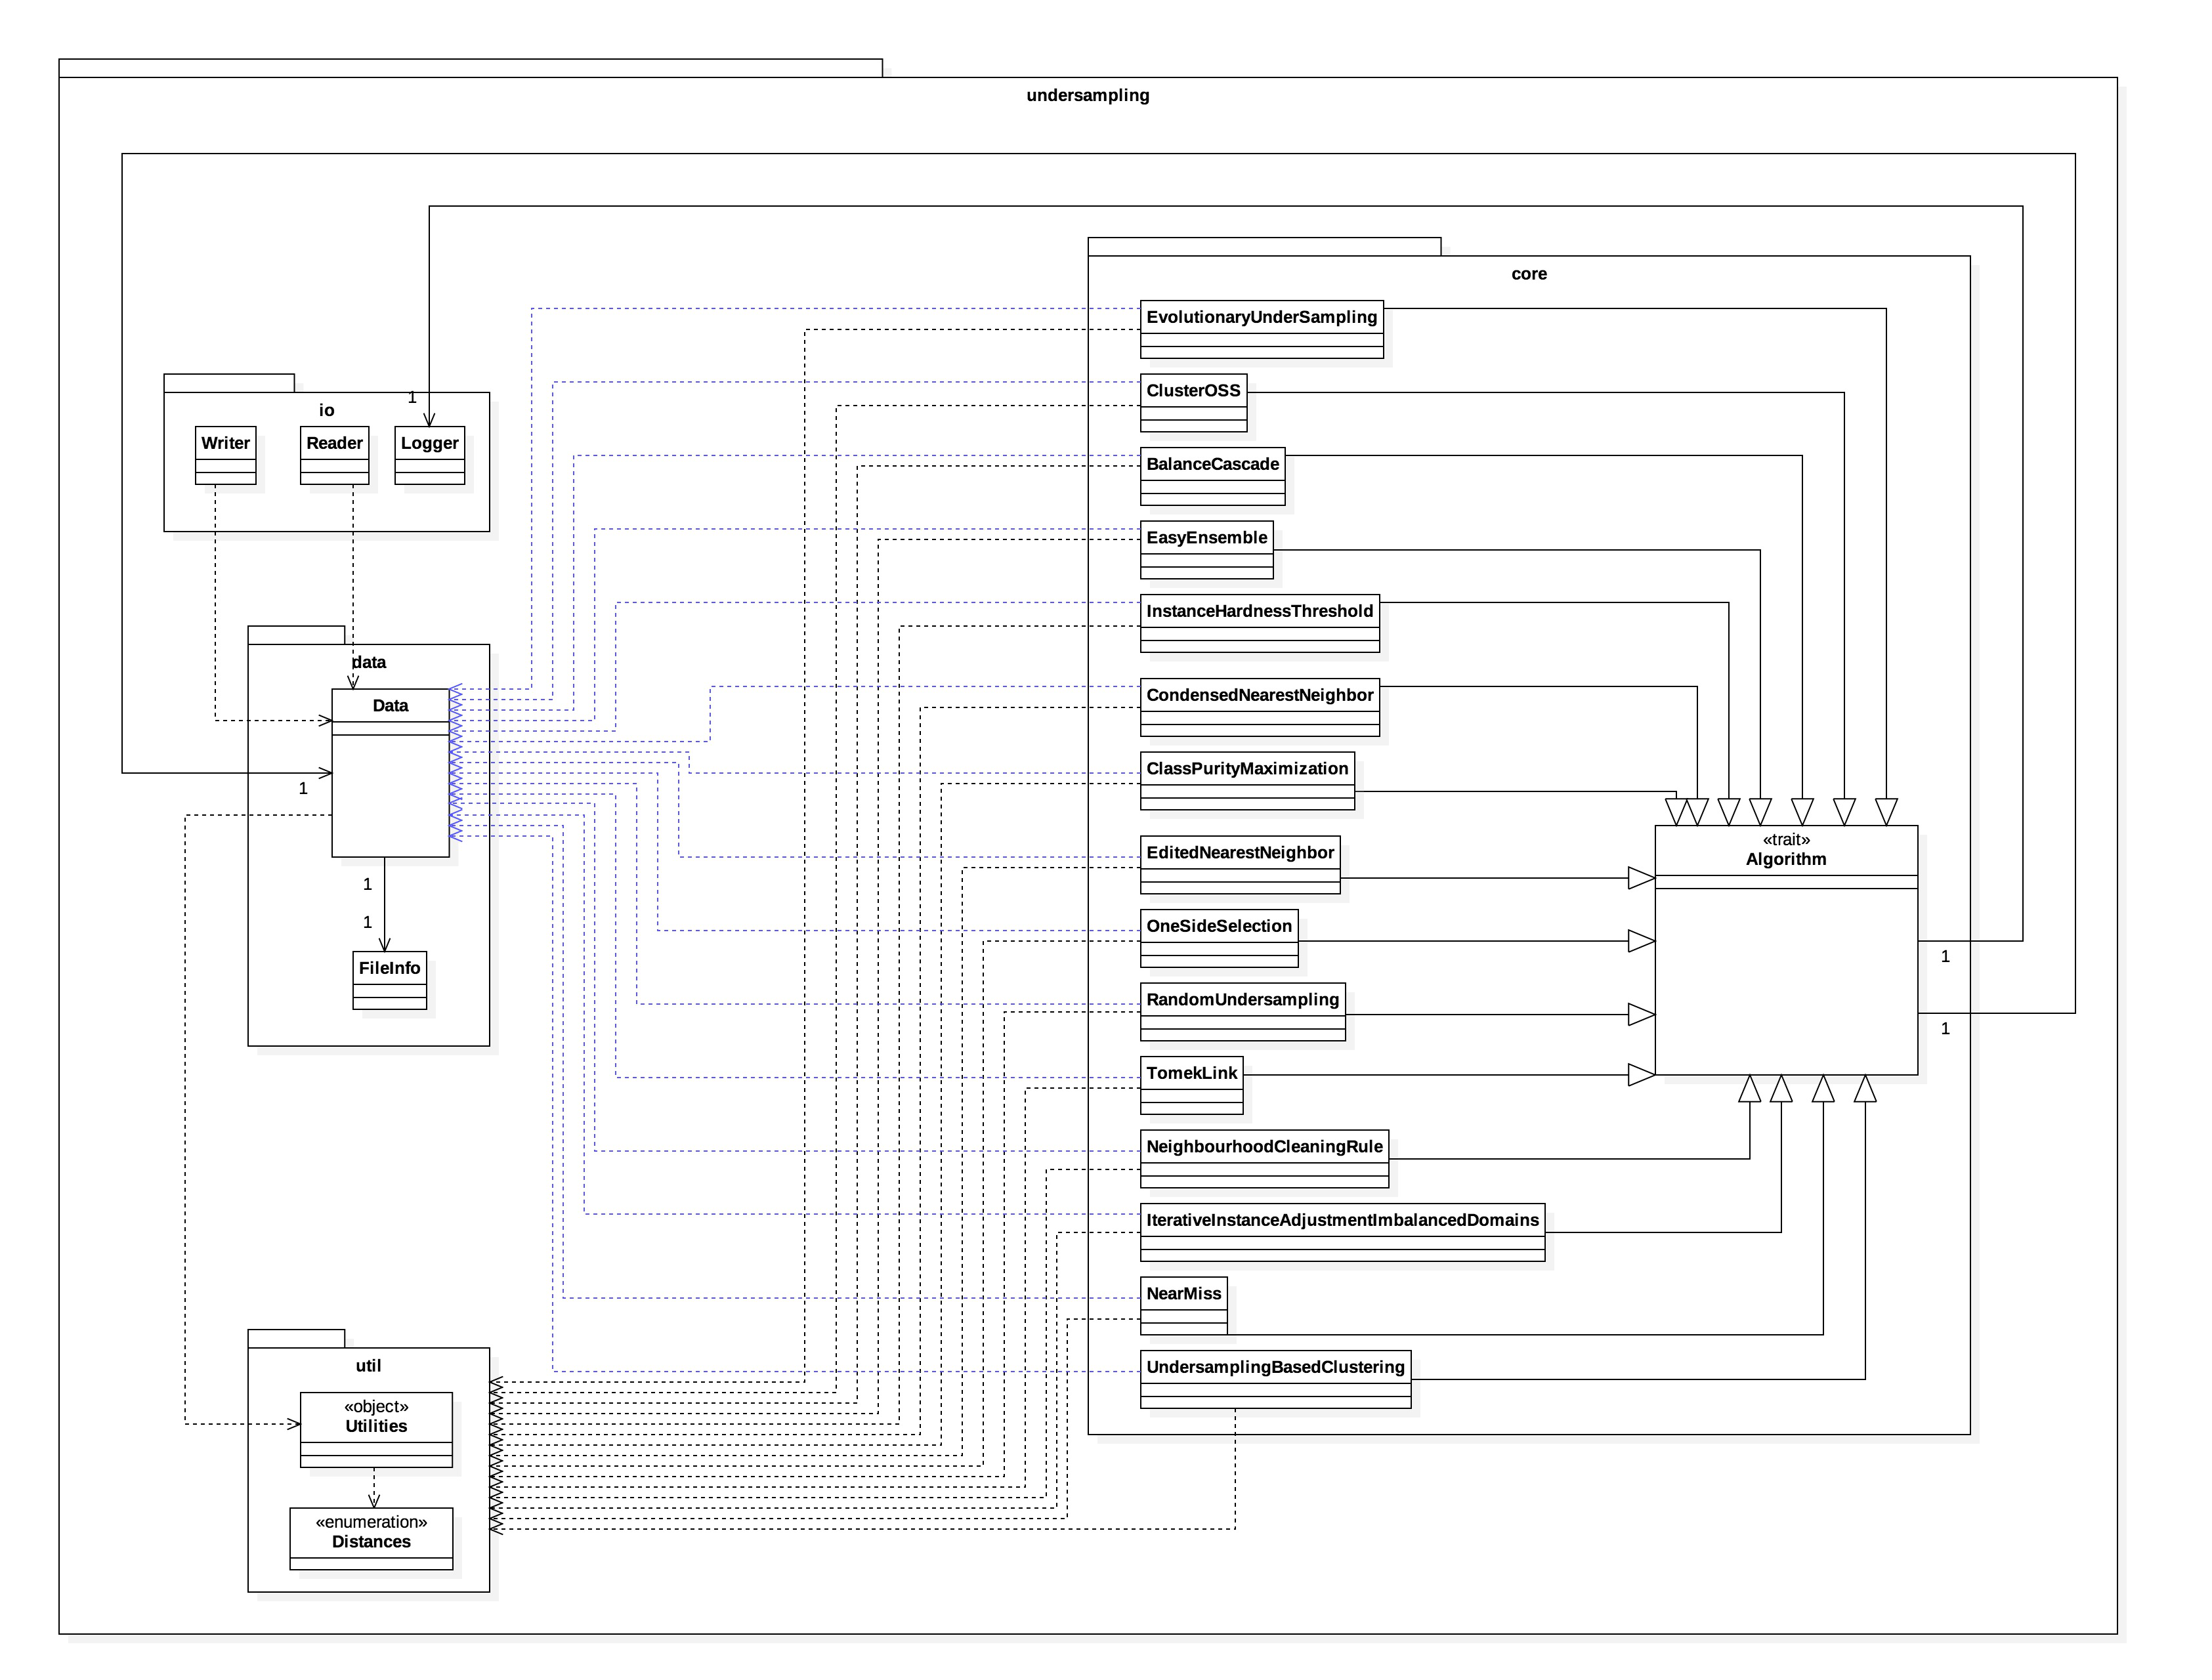 undersampling
core
EvolutionaryUnderSampling
ClusterOSS
1
io
Writer
Reader
Logger
BalanceCascade
EasyEnsemble
InstanceHardnessThreshold
data
Data
CondensedNearestNeighbor
ClassPurityMaximization
1
«trait»
Algorithm
EditedNearestNeighbor
1
1
OneSideSelection
1
FileInfo
RandomUndersampling
1
TomekLink
NeighbourhoodCleaningRule
IterativeInstanceAdjustmentImbalancedDomains
NearMiss
UndersamplingBasedClustering
util
«object»
Utilities
«enumeration»
Distances